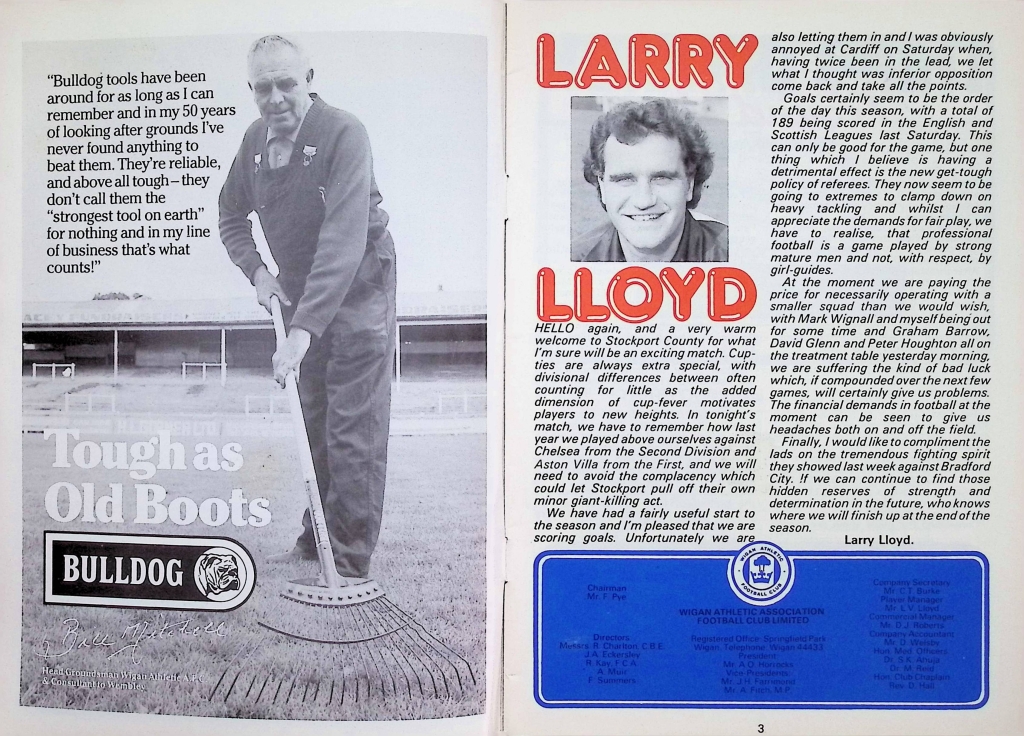 “Bulldog tools have been
around for as long as I can
remember and in my 50 years
of looking after grounds I’ve
never found anything to
beat them. They’re reliable,
and above all tough – they
don’t call them the
“strongest tool on earth”
for nothing and in my line
of business that’s what
counts!”
Tough as
Old Boots
BULLDOG
Bill Mitchell
Head Groundsman Wigan Athletic A.F.C.
& Consultant to Wembley.
LARRY
LLOYD
HELLO again, and a very warm
welcome to Stockport County for what
I’m sure will be an exciting match. Cup-
ties are always extra special, with
divisional differences between often
counting for little as the added
dimension of cup-fever motivates
players to new heights. In tonight’s
match, we have to remember how last
year we played above ourselves against
Chelsea from the Second Division and
Aston Villa from the First, and we will
need to avoid the complacency which
could let Stockport pull off their own
minor giant-killing act.
We have had a fairly useful start to
the season and I’m pleased that we are
scoring goals. Unfortunately we are
also letting them in and I was obviously
annoyed at Cardiff on Saturday when,
having twice been in the lead, we let
what I thought was inferior opposition
come back and take all the points.
Goals certainly seem to be the order
of the day this season, with a total of
189 being scored in the English and
Scottish Leagues last Saturday. This
can only be good for the game, but one
thing which I believe is having a
detrimental effect is the new get-tough
policy of referees. They now seem to be
going to extremes to clamp down on
heavy tackling and whilst I can
appreciate the demands for fair play, we
have to realise, that professional
football is a game played by strong
mature men and not, with respect, by
girl-guides.
At the moment we are paying the
price for necessarily operating with a
smaller squad than we would wish,
with Mark Wignall and myself being out
for some time and Graham Barrow,
David Glenn and Peter Houghton all on
the treatment table yesterday morning,
we are suffering the kind of bad luck
which, if compounded over the next few
games, will certainly give us problems.
The financial demands in football at the
moment can be seen to give us
headaches both on and off the field.
Finally, I would like to compliment the
lads on the tremendous fighting spirit
they showed last week against Bradford
City. !f we can continue to find those
hidden reserves of strength and
determination in the future, who knows
where we will finish up at the end of the
season.
Larry Lloyd.
WIGAN ATHLETIC
FOOTBALL CLUB
Chairman
Mr. F. Pye
Directors
Messrs. R. Charlton, C.B.E.
J.A. Eckersley
R. Kay, F.C.A.
A. Muir
F. Summers
WIGAN ATHLETIC ASSOCIATION
FOOTBALL CLUB LIMITED
Registered Office: Springfield Park
Wigan. Telephone: Wigan 44433
President
Mr. A.O. Horrocks
Vice-Presidents
Mr. J.H. Farrimond
Mr. A. Fitch, M.P.
Company Secretary
Mr. C.T. Burke
Player Manager
Mr. L.V. Lloyd
Commercial Manager
Mr. D.J. Roberts
Company Accountant
Mr. D. Welsby
Hon. Med. Officers
Dr. S.K. Ahuja
Dr. M. Reid
Hon. Club Chaplain
Rev. D. Hall
3